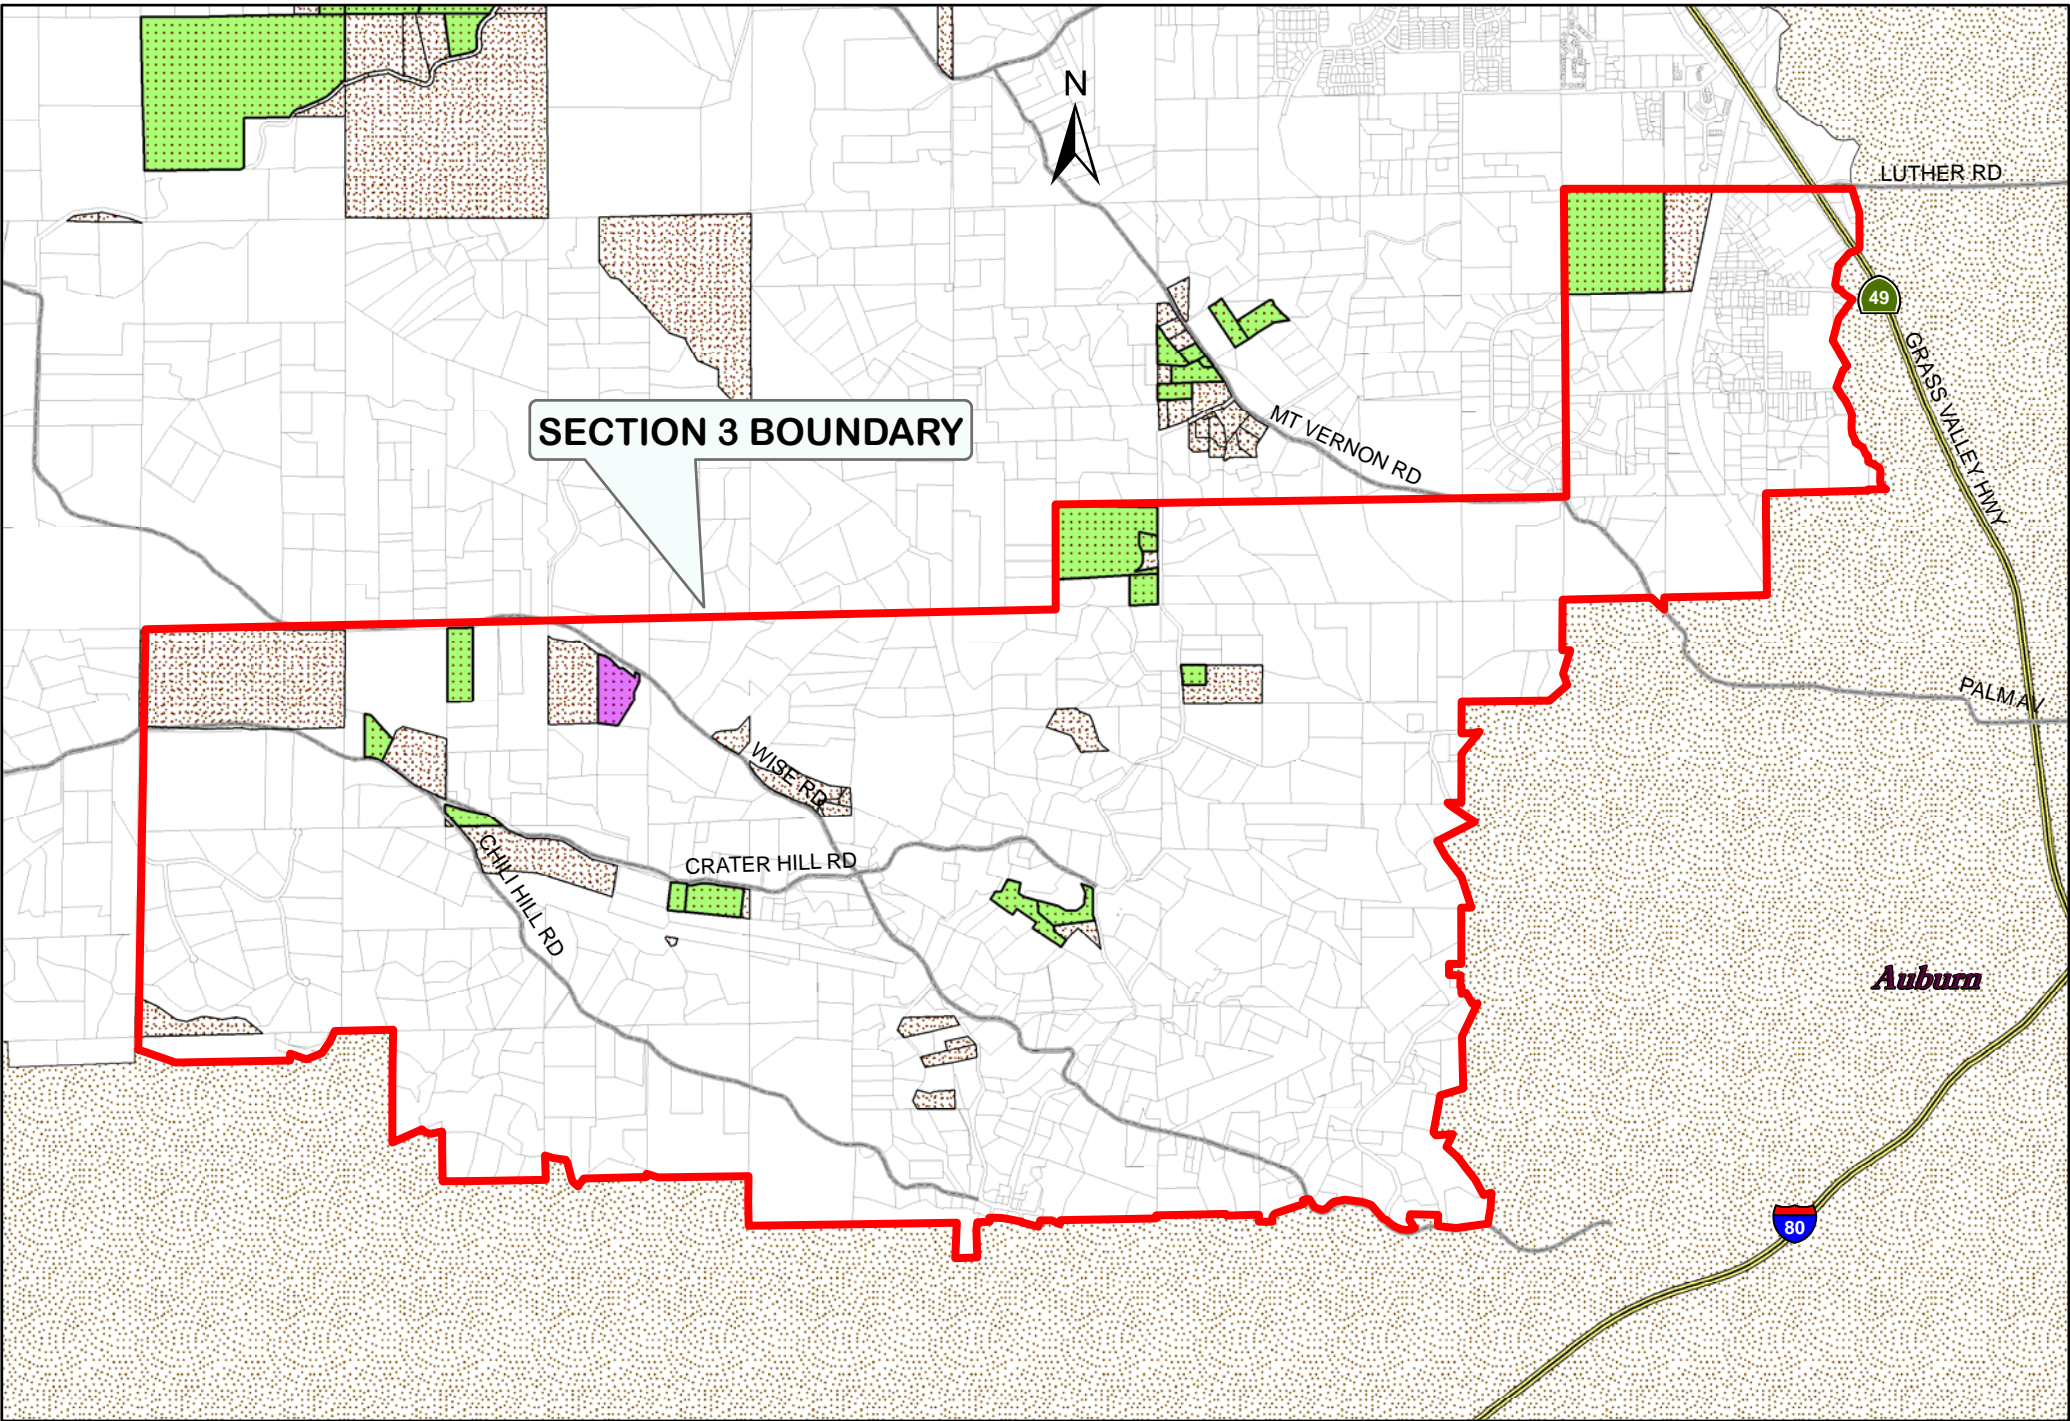 N
LUTHER RD
49
GRASS VALLEY HWY
SECTION 3 BOUNDARY
MT VERNON RD
PALM AV
WISE RD
CRATER HILL RD
CHILI HILL RD
Auburn
80